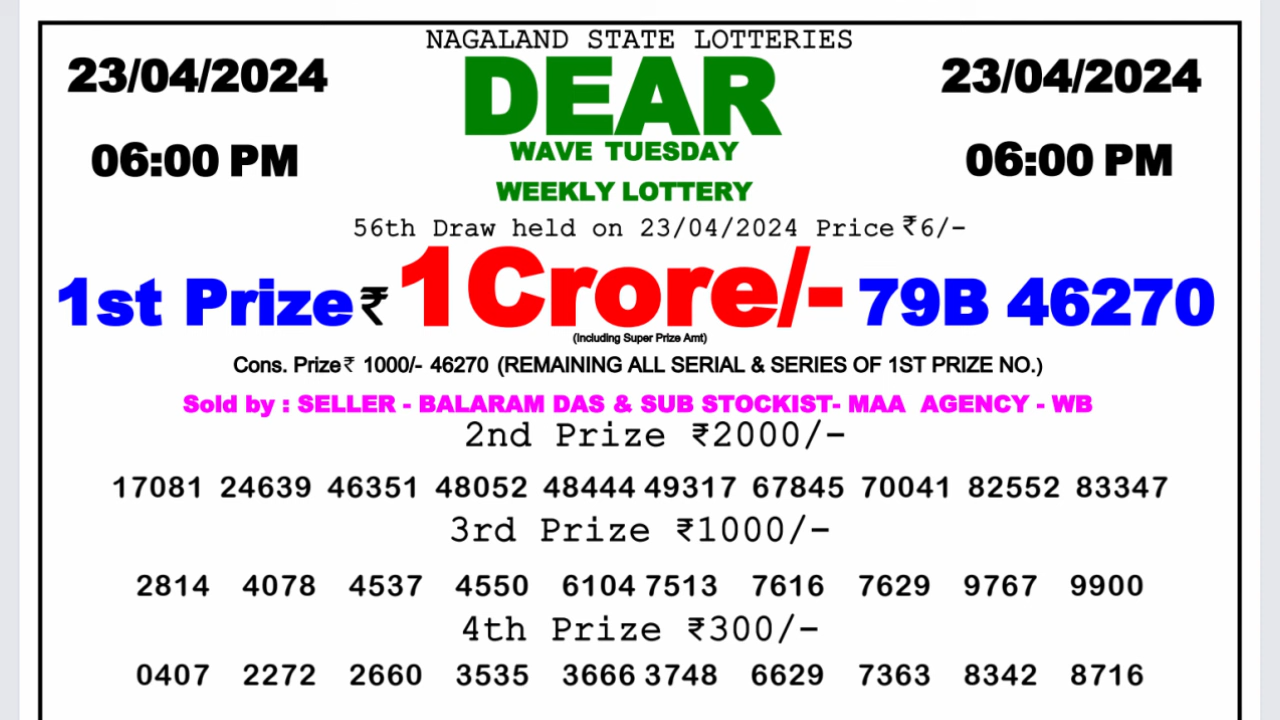 NAGALAND STATE LOTTERIES
23/04/2024 DEAR 23/04/2024
06:00 PM WAVE TUESDAY 06:00 PM
WEEKLY LOTTERY
56th Draw held on 23/04/2024 Price ₹6/-
1st Prize ₹ 1Crore/- 79B 46270
(Including Super Prize Amt)
Cons. Prize ₹ 1000/- 46270 (REMAINING ALL SERIAL & SERIES OF 1ST PRIZE NO.)
Sold by : SELLER - BALARAM DAS & SUB STOCKIST- MAA AGENCY - WB
2nd Prize ₹2000/-
17081 24639 46351 48052 48444 49317 67845 70041 82552 83347
3rd Prize ₹1000/-
2814 4078 4537 4550 6104 7513 7616 7629 9767 9900
4th Prize ₹300/-
0407 2272 2660 3535 3666 3748 6629 7363 8342 8716